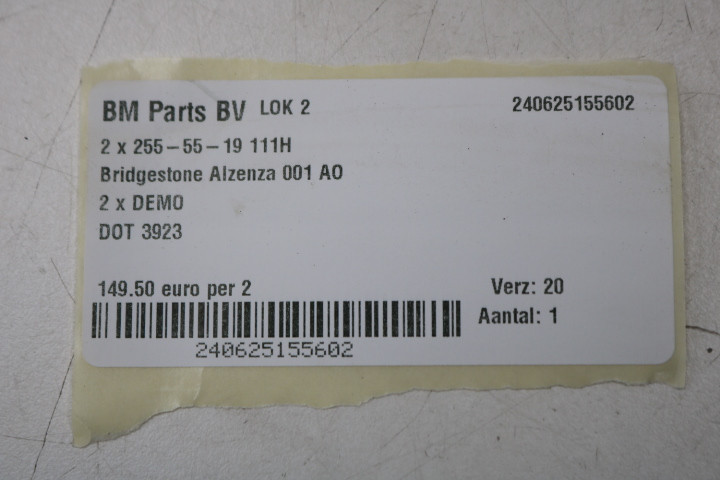 BM Parts BV LOK 2 240625155602
2 x 255-55-19 111H
Bridgestone Alzenza 001 AO
2 x DEMO
DOT 3923
149.50 euro per 2 Verz: 20
Aantal: 1
240625155602